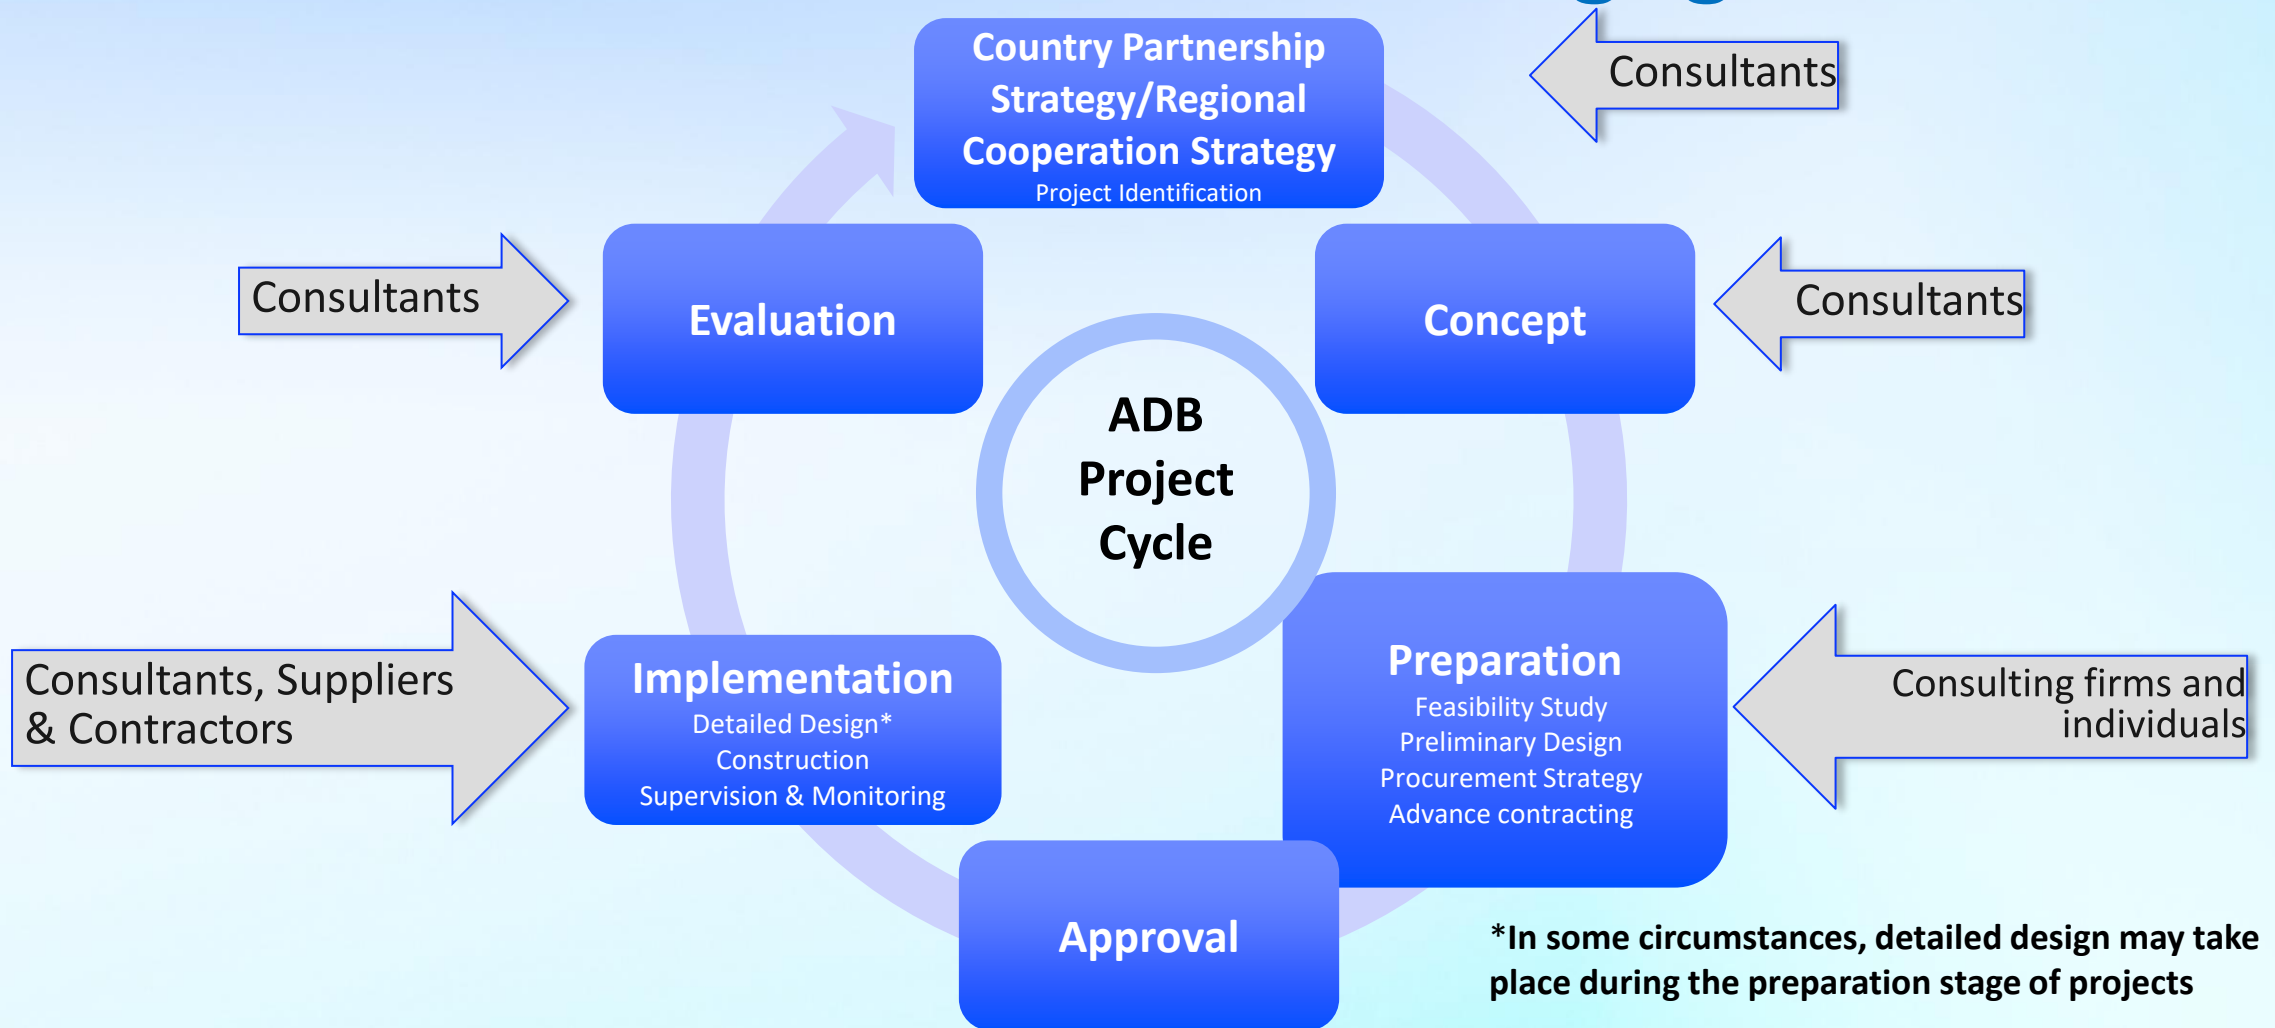 Country Partnership
Strategy/Regional
Cooperation Strategy
Project Identification
Consultants
Consultants
Evaluation
Concept
Consultants
ADB
Project
Cycle
Consultants, Suppliers
& Contractors
Implementation
Detailed Design*
Construction
Supervision & Monitoring
Preparation
Feasibility Study
Preliminary Design
Procurement Strategy
Advance contracting
Consulting firms and
individuals
Approval
*In some circumstances, detailed design may take
place during the preparation stage of projects